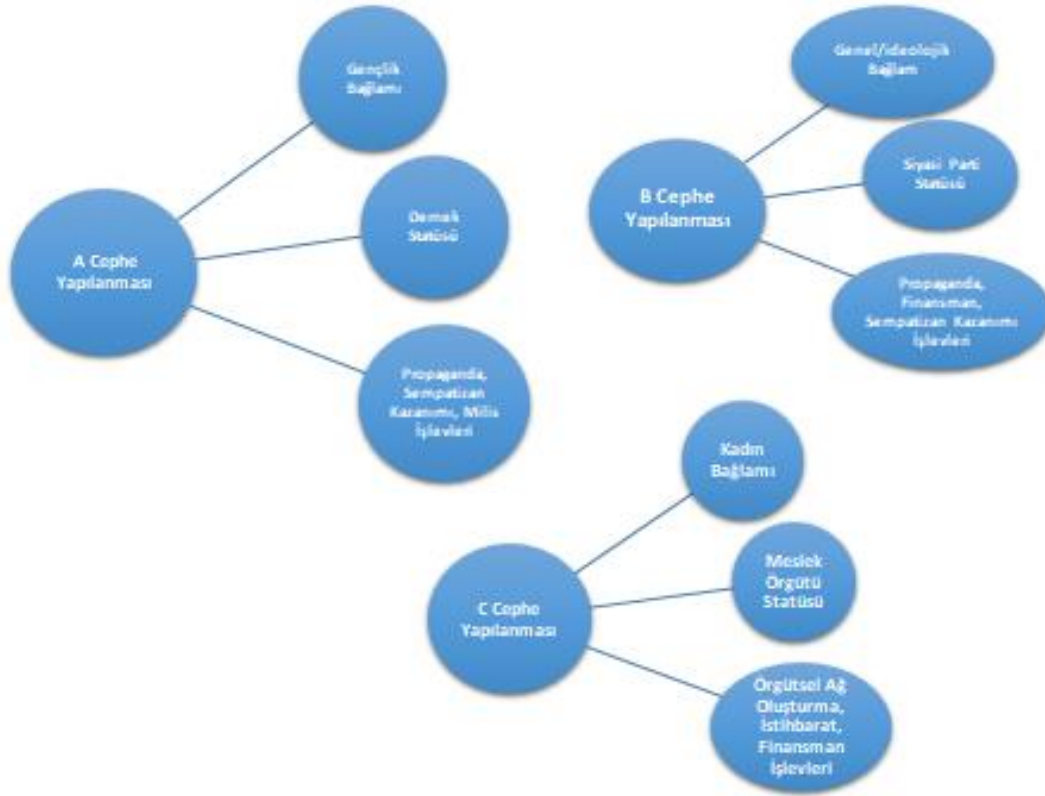 Gençlik
Bağlamı
Dernek
Statüsü
A Cephe
Yapılanması
Propaganda,
Sempatizan
Kazanımı, Milis
İşlevleri
Genel/ideolojik
Bağlam
B Cephe
Yapılanması
Siyasi Parti
Statüsü
Propaganda,
Finansman,
Sempatizan Kazanımı
İşlevleri
Kadın
Bağlamı
Meslek
Örgütü
Statüsü
C Cephe
Yapılanması
Örgütsel Ağ
Oluşturma,
İstihbarat,
Finansman
İşlevleri